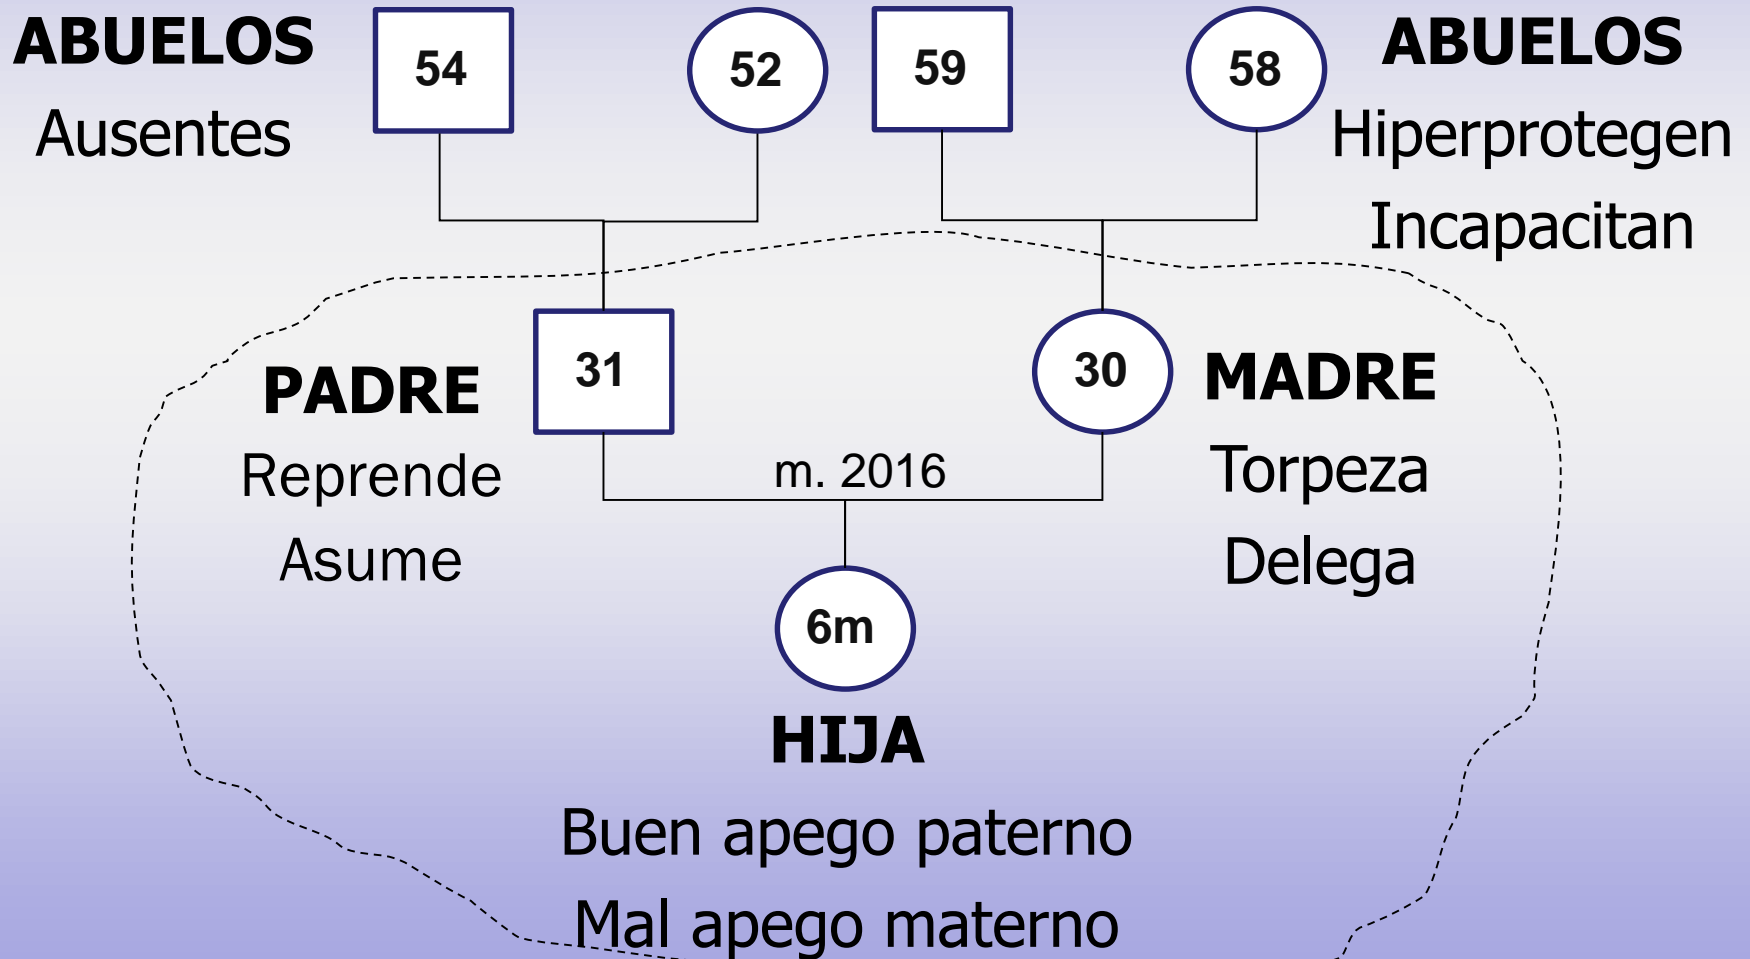 ABUELOS
Ausentes
54
52
59
58
ABUELOS
Hiperprotegen
Incapacitan
PADRE
Reprende
Asume
31
m. 2016
30
MADRE
Torpeza
Delega
6m
HIJA
Buen apego paterno
Mal apego materno